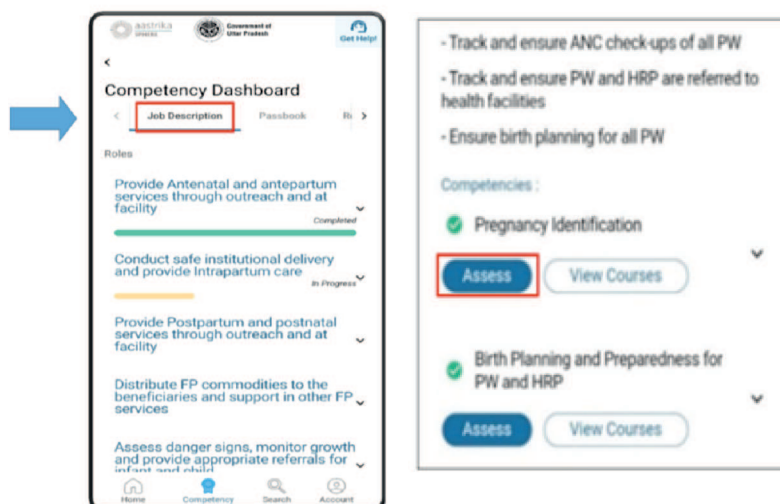 aastrika
SPHERE
Government of
Uttar Pradesh
Get Help!
<
Competency Dashboard
< Job Description Passbook >
Roles
Provide Antenatal and antepartum
services through outreach and at
facility
Completed
Conduct safe institutional delivery
and provide Intrapartum care
In Progress
Provide Postpartum and postnatal
services through outreach and at
facility
Distribute FP commodities to the
beneficiaries and support in other FP
services
Assess danger signs, monitor growth
and provide appropriate referrals for
infant and child
Home Competency Search Account
- Track and ensure ANC check-ups of all PW
- Track and ensure PW and HRP are referred to
health facilities
- Ensure birth planning for all PW
Competencies :
Pregnancy Identification
Assess View Courses
Birth Planning and Preparedness for
PW and HRP
Assess View Courses